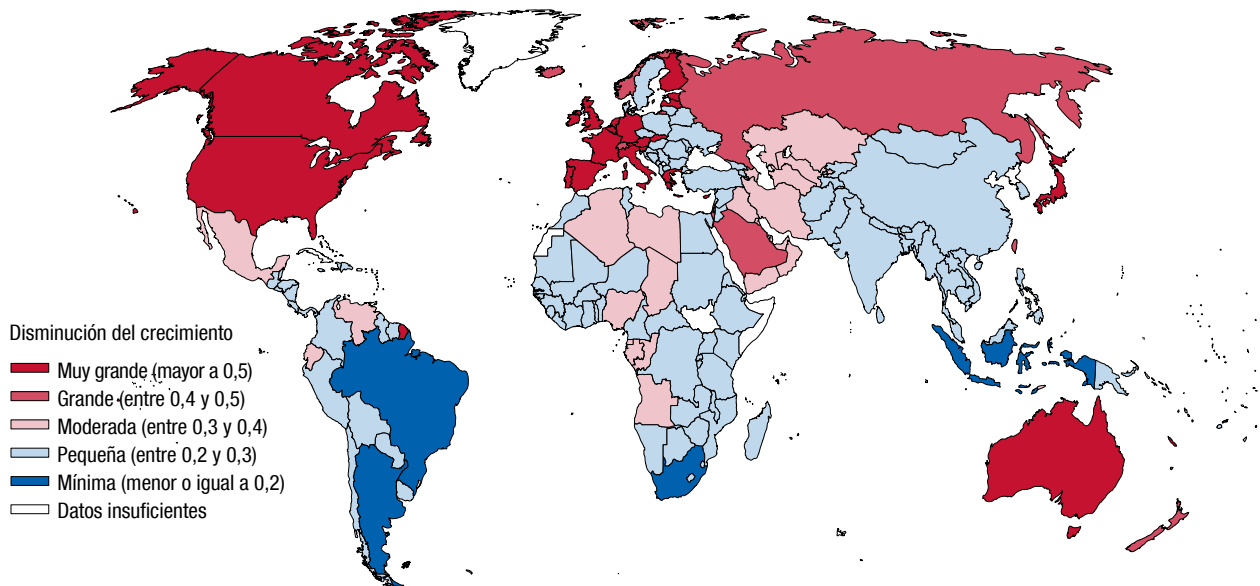 Disminución del crecimiento
Muy grande (mayor a 0,5)
Grande (entre 0,4 y 0,5)
Moderada (entre 0,3 y 0,4)
Pequeña (entre 0,2 y 0,3)
Mínima (menor o igual a 0,2)
Datos insuficientes